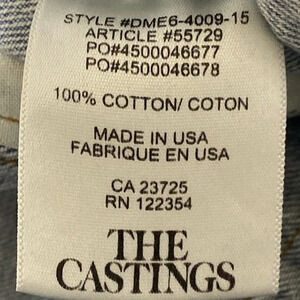 STYLE #DME6-4009-15
ARTICLE #55729
PO#4500046677
PO#4500046678
100% COTTON/ COTON
MADE IN USA
FABRIQUE EN USA
CA 23725
RN 122354
THE
CASTINGS